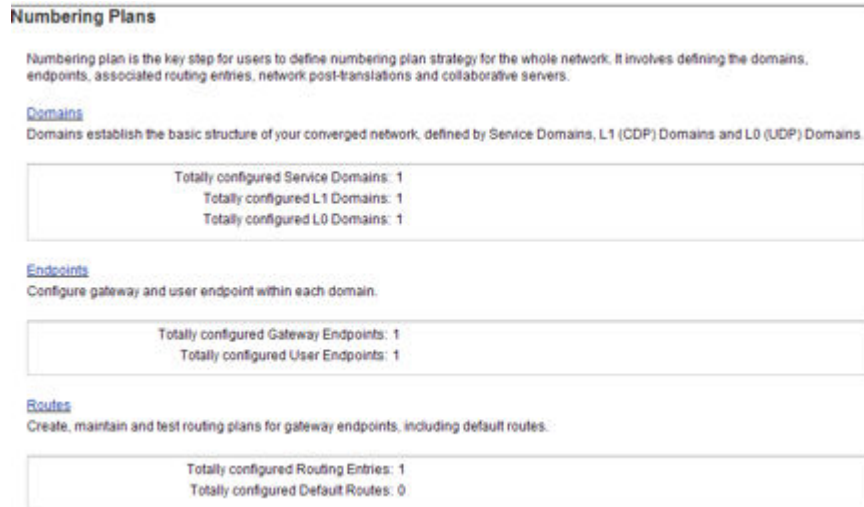 Numbering Plans
Numbering plan is the key step for users to define numbering plan strategy for the whole network. It involves defining the domains,
endpoints, associated routing entries, network post-translations and collaborative servers.
Domains
Domains establish the basic structure of your converged network, defined by Service Domains, L1 (CDP) Domains and L0 (UDP) Domains.
Totally configured Service Domains: 1
Totally configured L1 Domains: 1
Totally configured L0 Domains: 1
Endpoints
Configure gateway and user endpoint within each domain.
Totally configured Gateway Endpoints: 1
Totally configured User Endpoints: 1
Routes
Create, maintain and test routing plans for gateway endpoints, including default routes.
Totally configured Routing Entries: 1
Totally configured Default Routes: 0